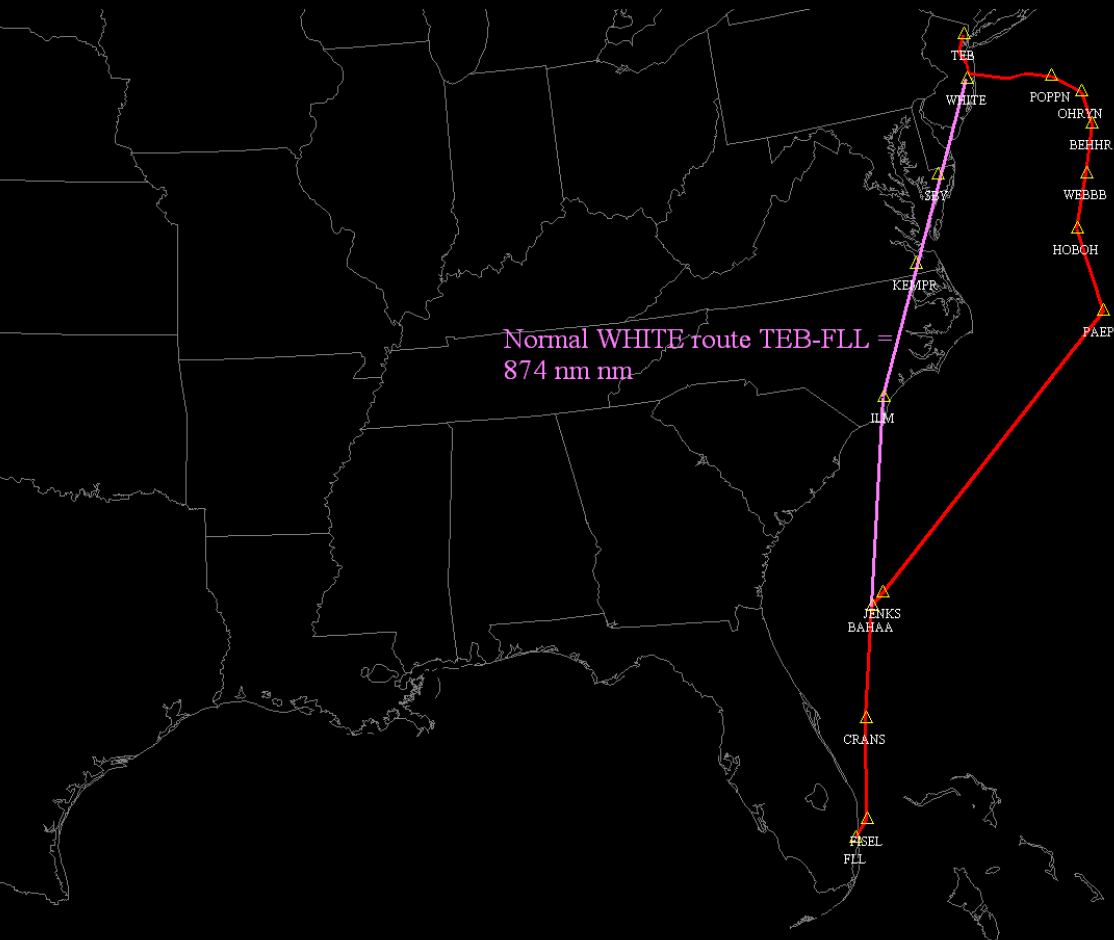 TEB
WHITE
POPPN
OHRYN
BEHHR
SBY
WEBBB
HOBOH
KEMPR
PAEP
Normal WHITE route TEB-FLL =
874 nm nm
ILM
JENKS
BAHAA
CRANS
FISEL
FLL